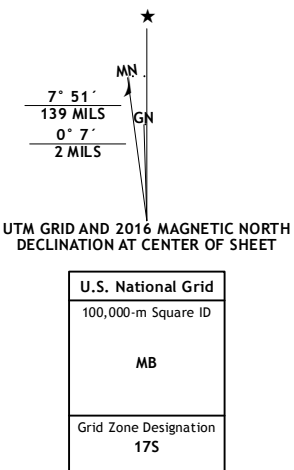 MN
GN
7° 51´
139 MILS
0° 7´
2 MILS
UTM GRID AND 2016 MAGNETIC NORTH
DECLINATION AT CENTER OF SHEET
U.S. National Grid
100,000-m Square ID
MB
Grid Zone Designation
17S